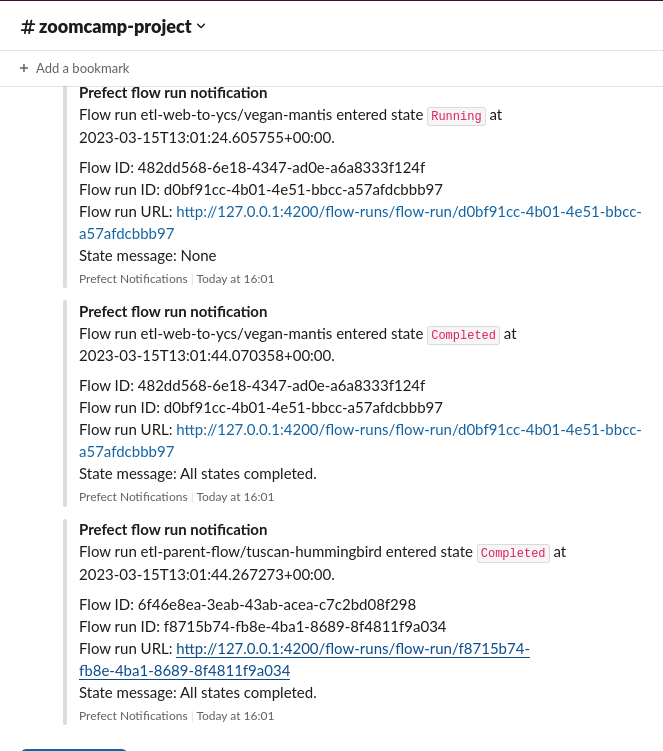 # zoomcamp-project
+ Add a bookmark
Prefect flow run notification
Flow run etl-web-to-ycs/vegan-mantis entered state Running at
2023-03-15T13:01:24.605755+00:00.
Flow ID: 482dd568-6e18-4347-ad0e-a6a8333f124f
Flow run ID: d0bf91cc-4b01-4e51-bbcc-a57afdcbbb97
Flow run URL: http://127.0.0.1:4200/flow-runs/flow-run/d0bf91cc-4b01-4e51-bbcc-
a57afdcbbb97
State message: None
Prefect Notifications | Today at 16:01
Prefect flow run notification
Flow run etl-web-to-ycs/vegan-mantis entered state Completed at
2023-03-15T13:01:44.070358+00:00.
Flow ID: 482dd568-6e18-4347-ad0e-a6a8333f124f
Flow run ID: d0bf91cc-4b01-4e51-bbcc-a57afdcbbb97
Flow run URL: http://127.0.0.1:4200/flow-runs/flow-run/d0bf91cc-4b01-4e51-bbcc-
a57afdcbbb97
State message: All states completed.
Prefect Notifications | Today at 16:01
Prefect flow run notification
Flow run etl-parent-flow/tuscan-hummingbird entered state Completed at
2023-03-15T13:01:44.267273+00:00.
Flow ID: 6f46e8ea-3eab-43ab-acea-c7c2bd08f298
Flow run ID: f8715b74-fb8e-4ba1-8689-8f4811f9a034
Flow run URL: http://127.0.0.1:4200/flow-runs/flow-run/f8715b74-
fb8e-4ba1-8689-8f4811f9a034
State message: All states completed.
Prefect Notifications | Today at 16:01